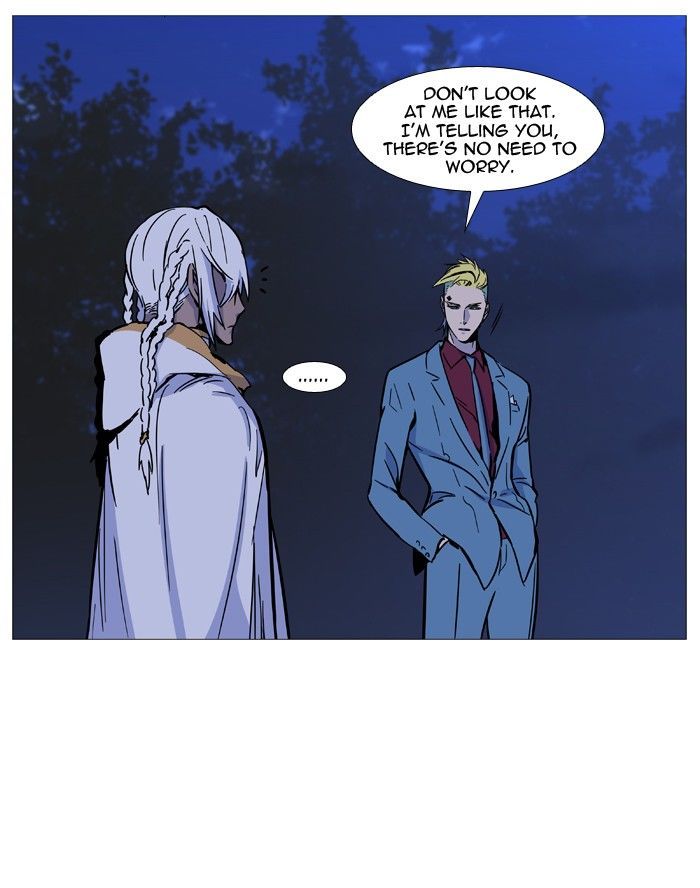 DON'T LOOK
AT ME LIKE THAT.
I'M TELLING YOU,
THERE'S NO NEED TO
WORRY.
......